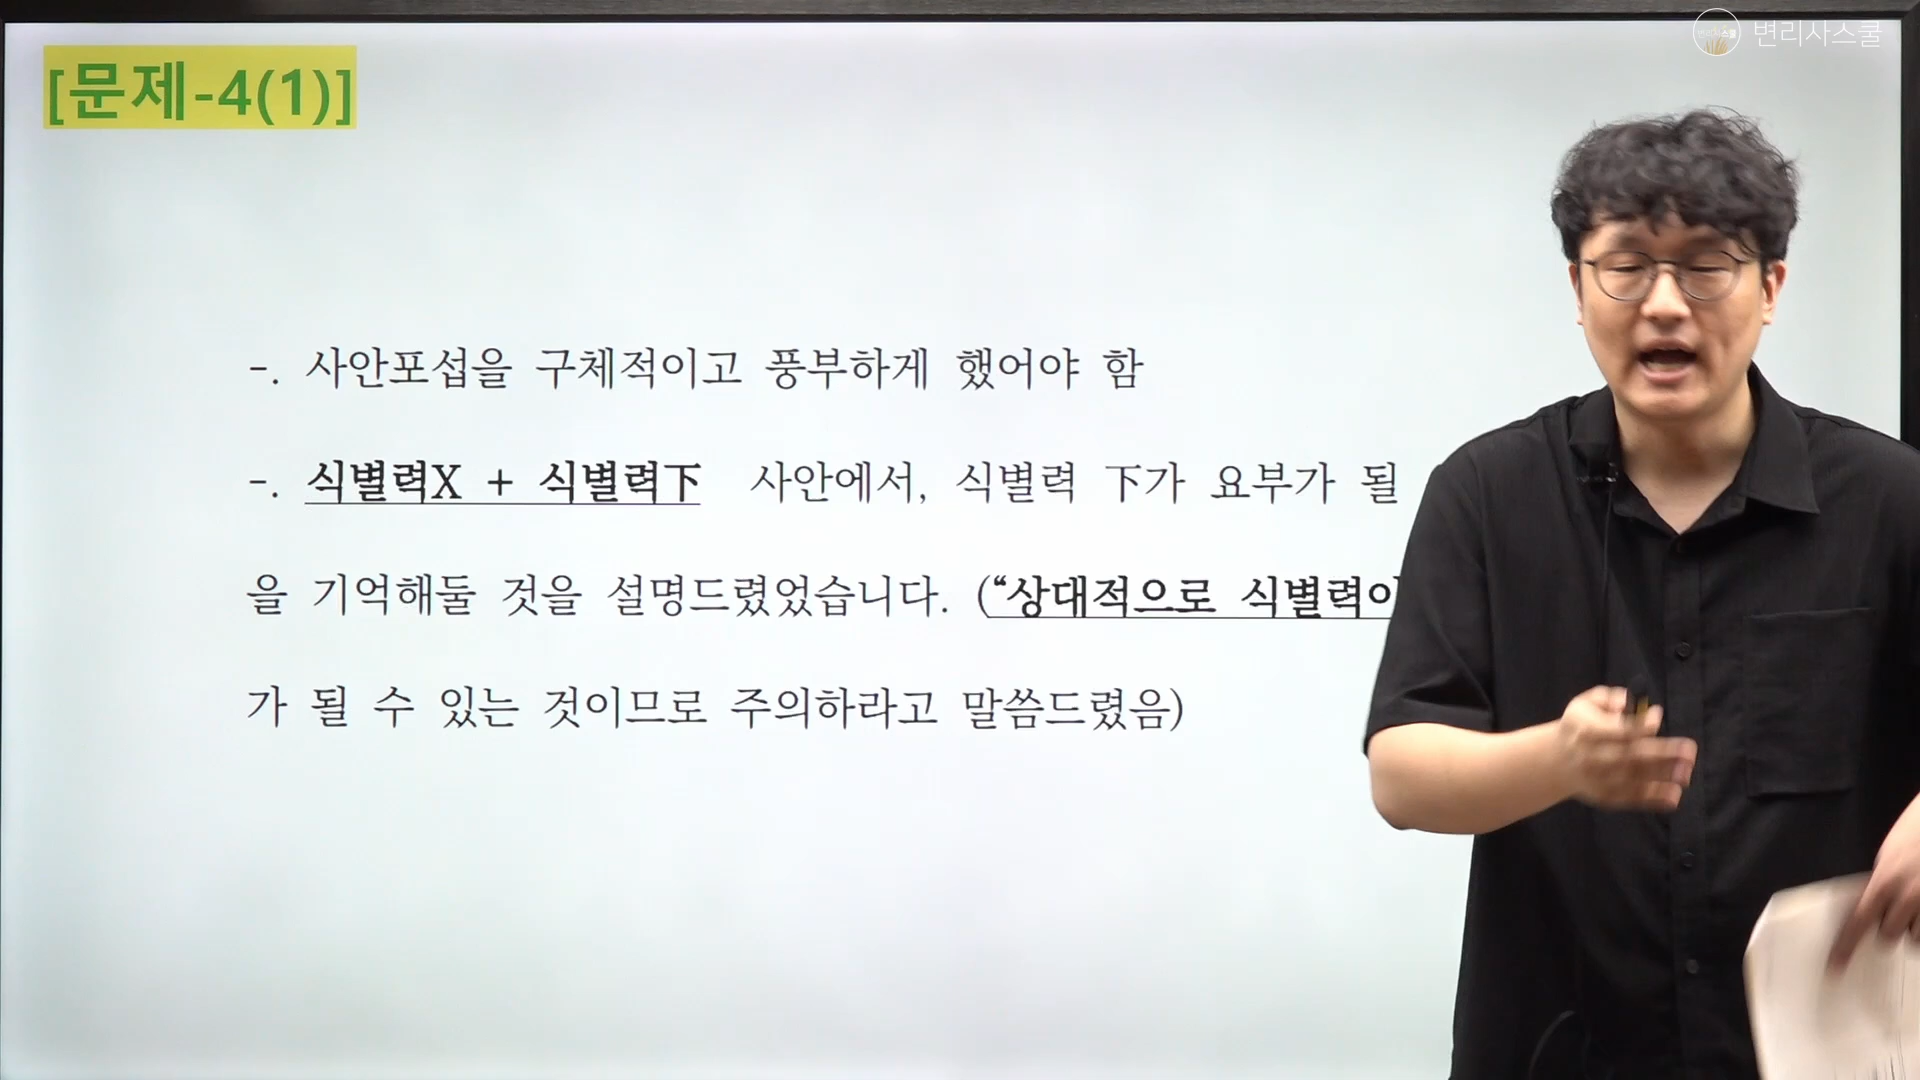 변리사스쿨
[문제-4(1)]
-. 사안포섭을 구체적이고 풍부하게 했어야 함
-. 식별력X + 식별력下 사안에서, 식별력 下가 요부가 될
을 기억해둘 것을 설명드렸었습니다. (“상대적으로 식별력이
가 될 수 있는 것이므로 주의하라고 말씀드렸음)